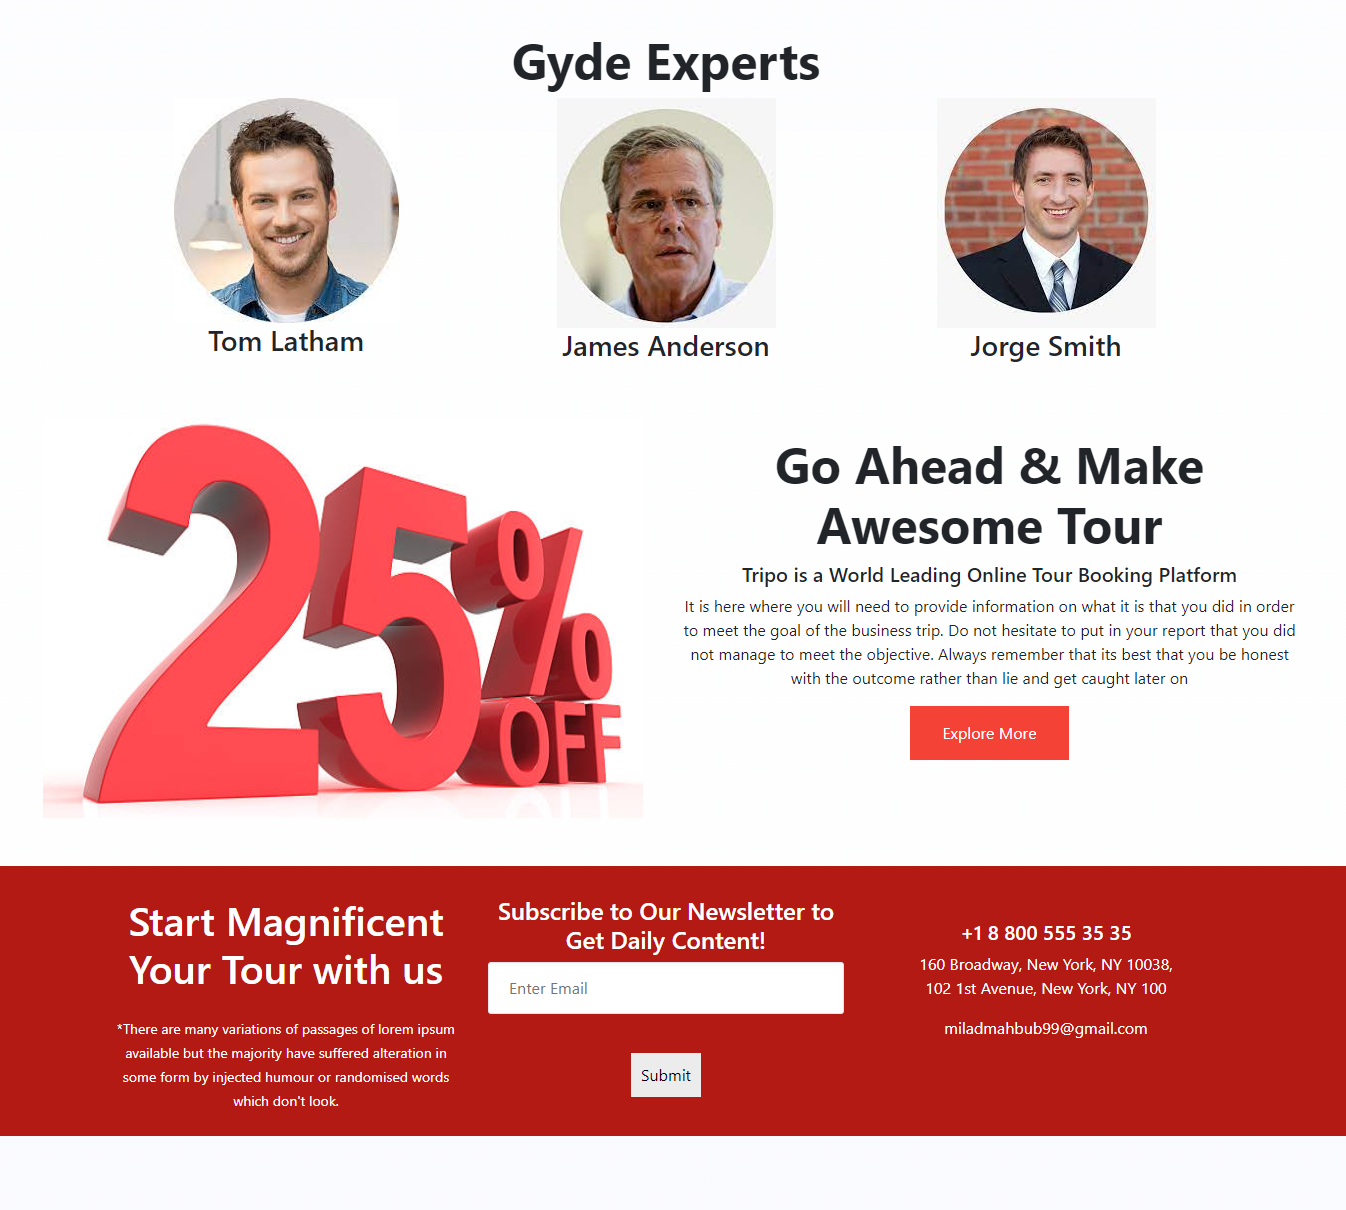 Gyde Experts
Tom Latham
James Anderson
Jorge Smith
25% OFF
Go Ahead & Make
Awesome Tour
Tripo is a World Leading Online Tour Booking Platform
It is here where you will need to provide information on what it is that you did in order
to meet the goal of the business trip. Do not hesitate to put in your report that you did
not manage to meet the objective. Always remember that its best that you be honest
with the outcome rather than lie and get caught later on
Explore More
Start Magnificent
Your Tour with us
*There are many variations of passages of lorem ipsum
available but the majority have suffered alteration in
some form by injected humour or randomised words
which don't look.
Subscribe to Our Newsletter to
Get Daily Content!
Enter Email
Submit
+1 8 800 555 35 35
160 Broadway, New York, NY 10038,
102 1st Avenue, New York, NY 100
miladmahbub99@gmail.com